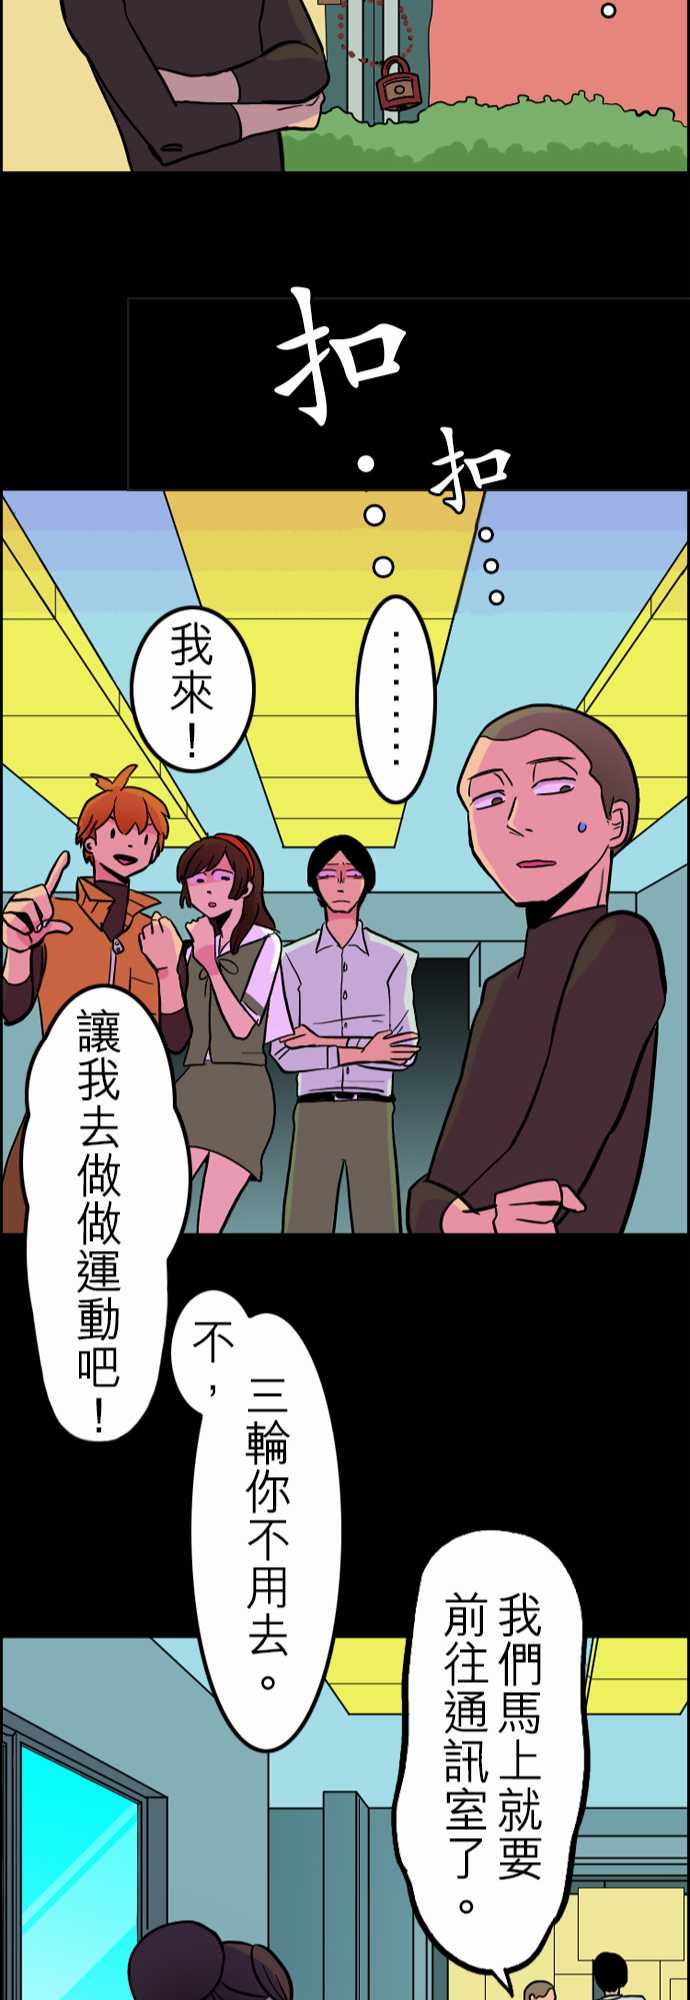 扣
扣
………
我來！
讓我去做做運動吧！
不，
三輪你不用去。
我們馬上就要
前往通訊室了。